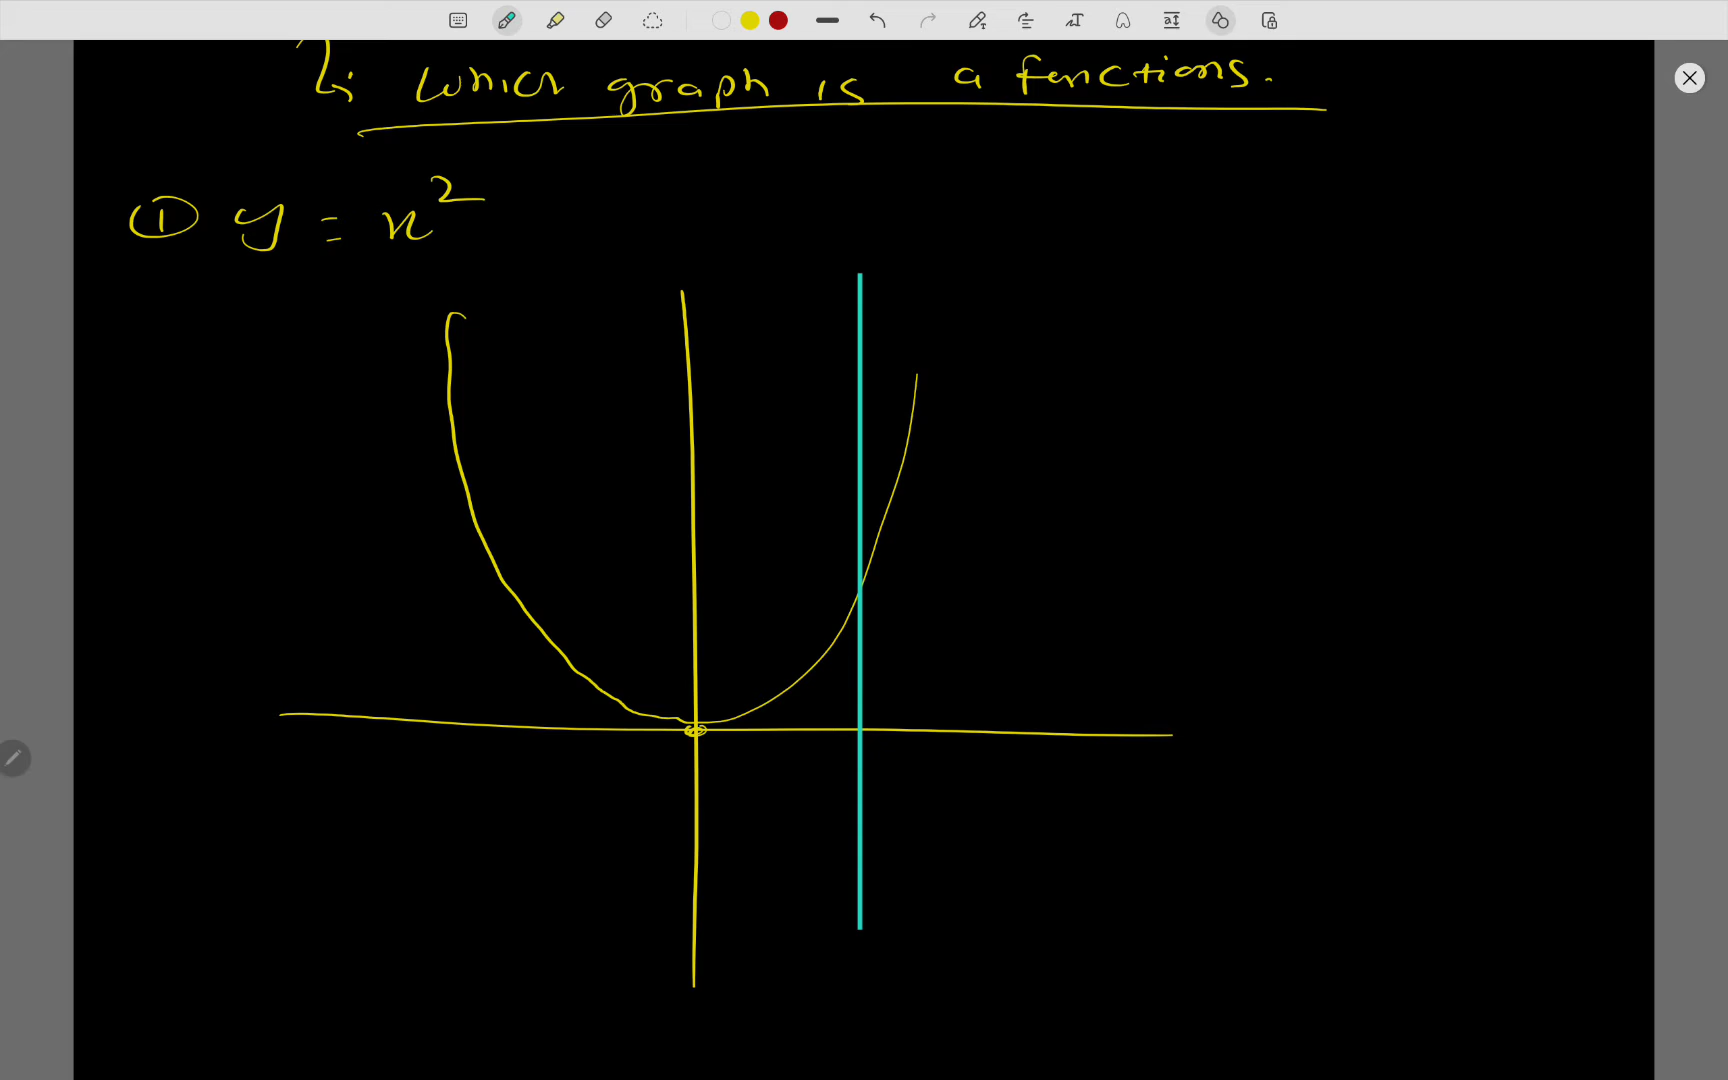 which graph is a functions.
① y = x²